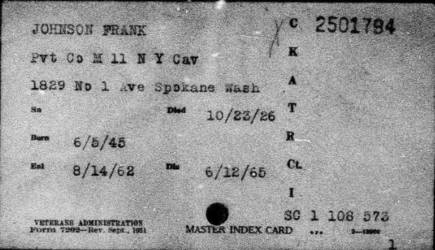 JOHNSON FRANK C 2501794
Pvt Co M 11 N Y Cav K
1829 No 1 Ave Spokane Wash A
Sn Died 10/23/26 T
Born 6/5/45 R
Enl 8/14/62 Dis 6/12/65 Ct.
I
SC 1 108 573
VETERANS ADMINISTRATION
Form 7202—Rev. Sept., 1931 MASTER INDEX CARD
1